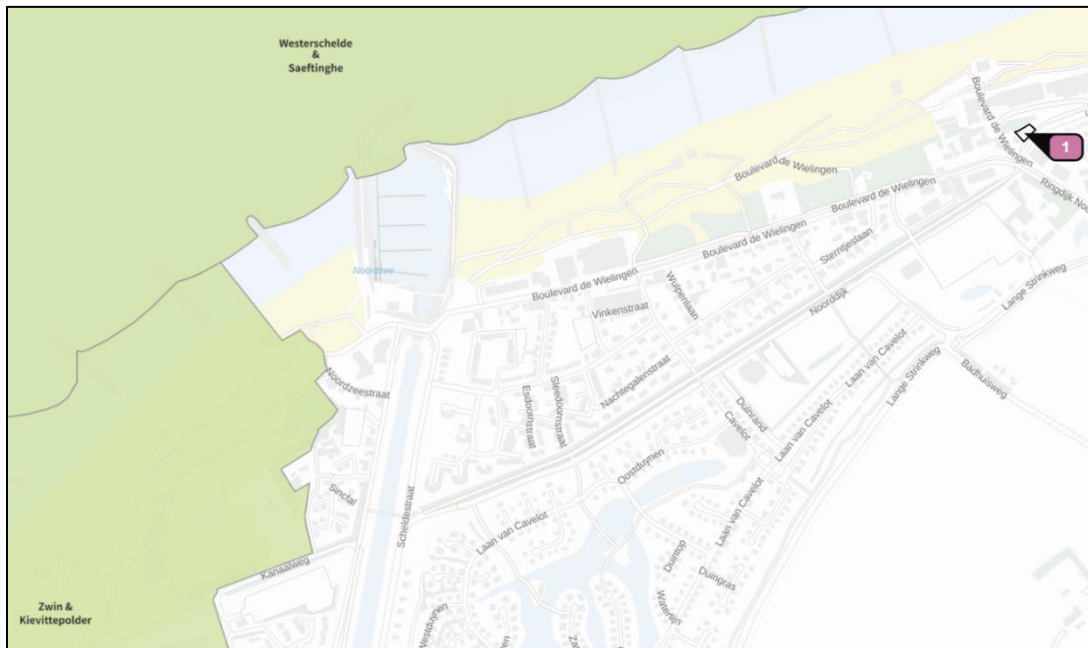 Westerschelde
&
Saeftinghe
Boulevard de Wielingen
1
Boulevard de Wielingen
Ringdijk Noo
Boulevard de Wielingen
Boulevard de Wielingen
Sterntjeslaan
Lange Strinkweg
Noordzee
Boulevard de Wielingen
Wulpenlaan
Noorddijk
Vinkenstraat
Laan van Cavelot
Lange Strinkweg
Badhuisweg
Noordzeestraat
Nachtegalenstraat
Esdoornstraat
Sleedoornstraat
Duinrand
Cavelot
Laan van Cavelot
Oostduynen
Sincfal
Scheldestraat
Laan van Cavelot
Laan van Cavelot
Duintop
Duingras
Kanaalweg
Waterlijn
Westduynen
Zwin &
Kievittepolder